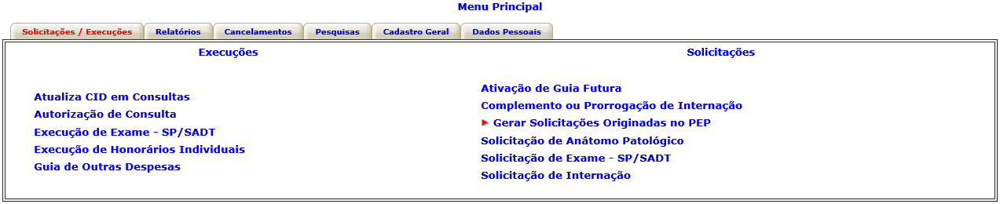 Menu Principal
Solicitações / Execuções
Relatórios
Cancelamentos
Pesquisas
Cadastro Geral
Dados Pessoais
Execuções
Atualiza CID em Consultas
Autorização de Consulta
Execução de Exame - SP/SADT
Execução de Honorários Individuais
Guia de Outras Despesas
Solicitações
Ativação de Guia Futura
Complemento ou Prorrogação de Internação
Gerar Solicitações Originadas no PEP
Solicitação de Anátomo Patológico
Solicitação de Exame - SP/SADT
Solicitação de Internação